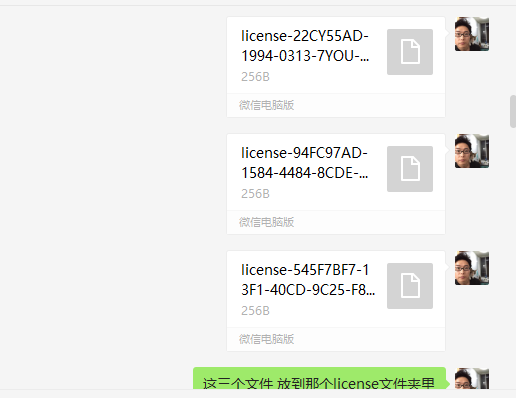 license-22CY55AD-
1994-0313-7YOU-...
256B
微信电脑版
license-94FC97AD-
1584-4484-8CDE-...
256B
微信电脑版
license-545F7BF7-1
3F1-40CD-9C25-F8...
256B
微信电脑版
这三个文件 放到那个license文件夹里